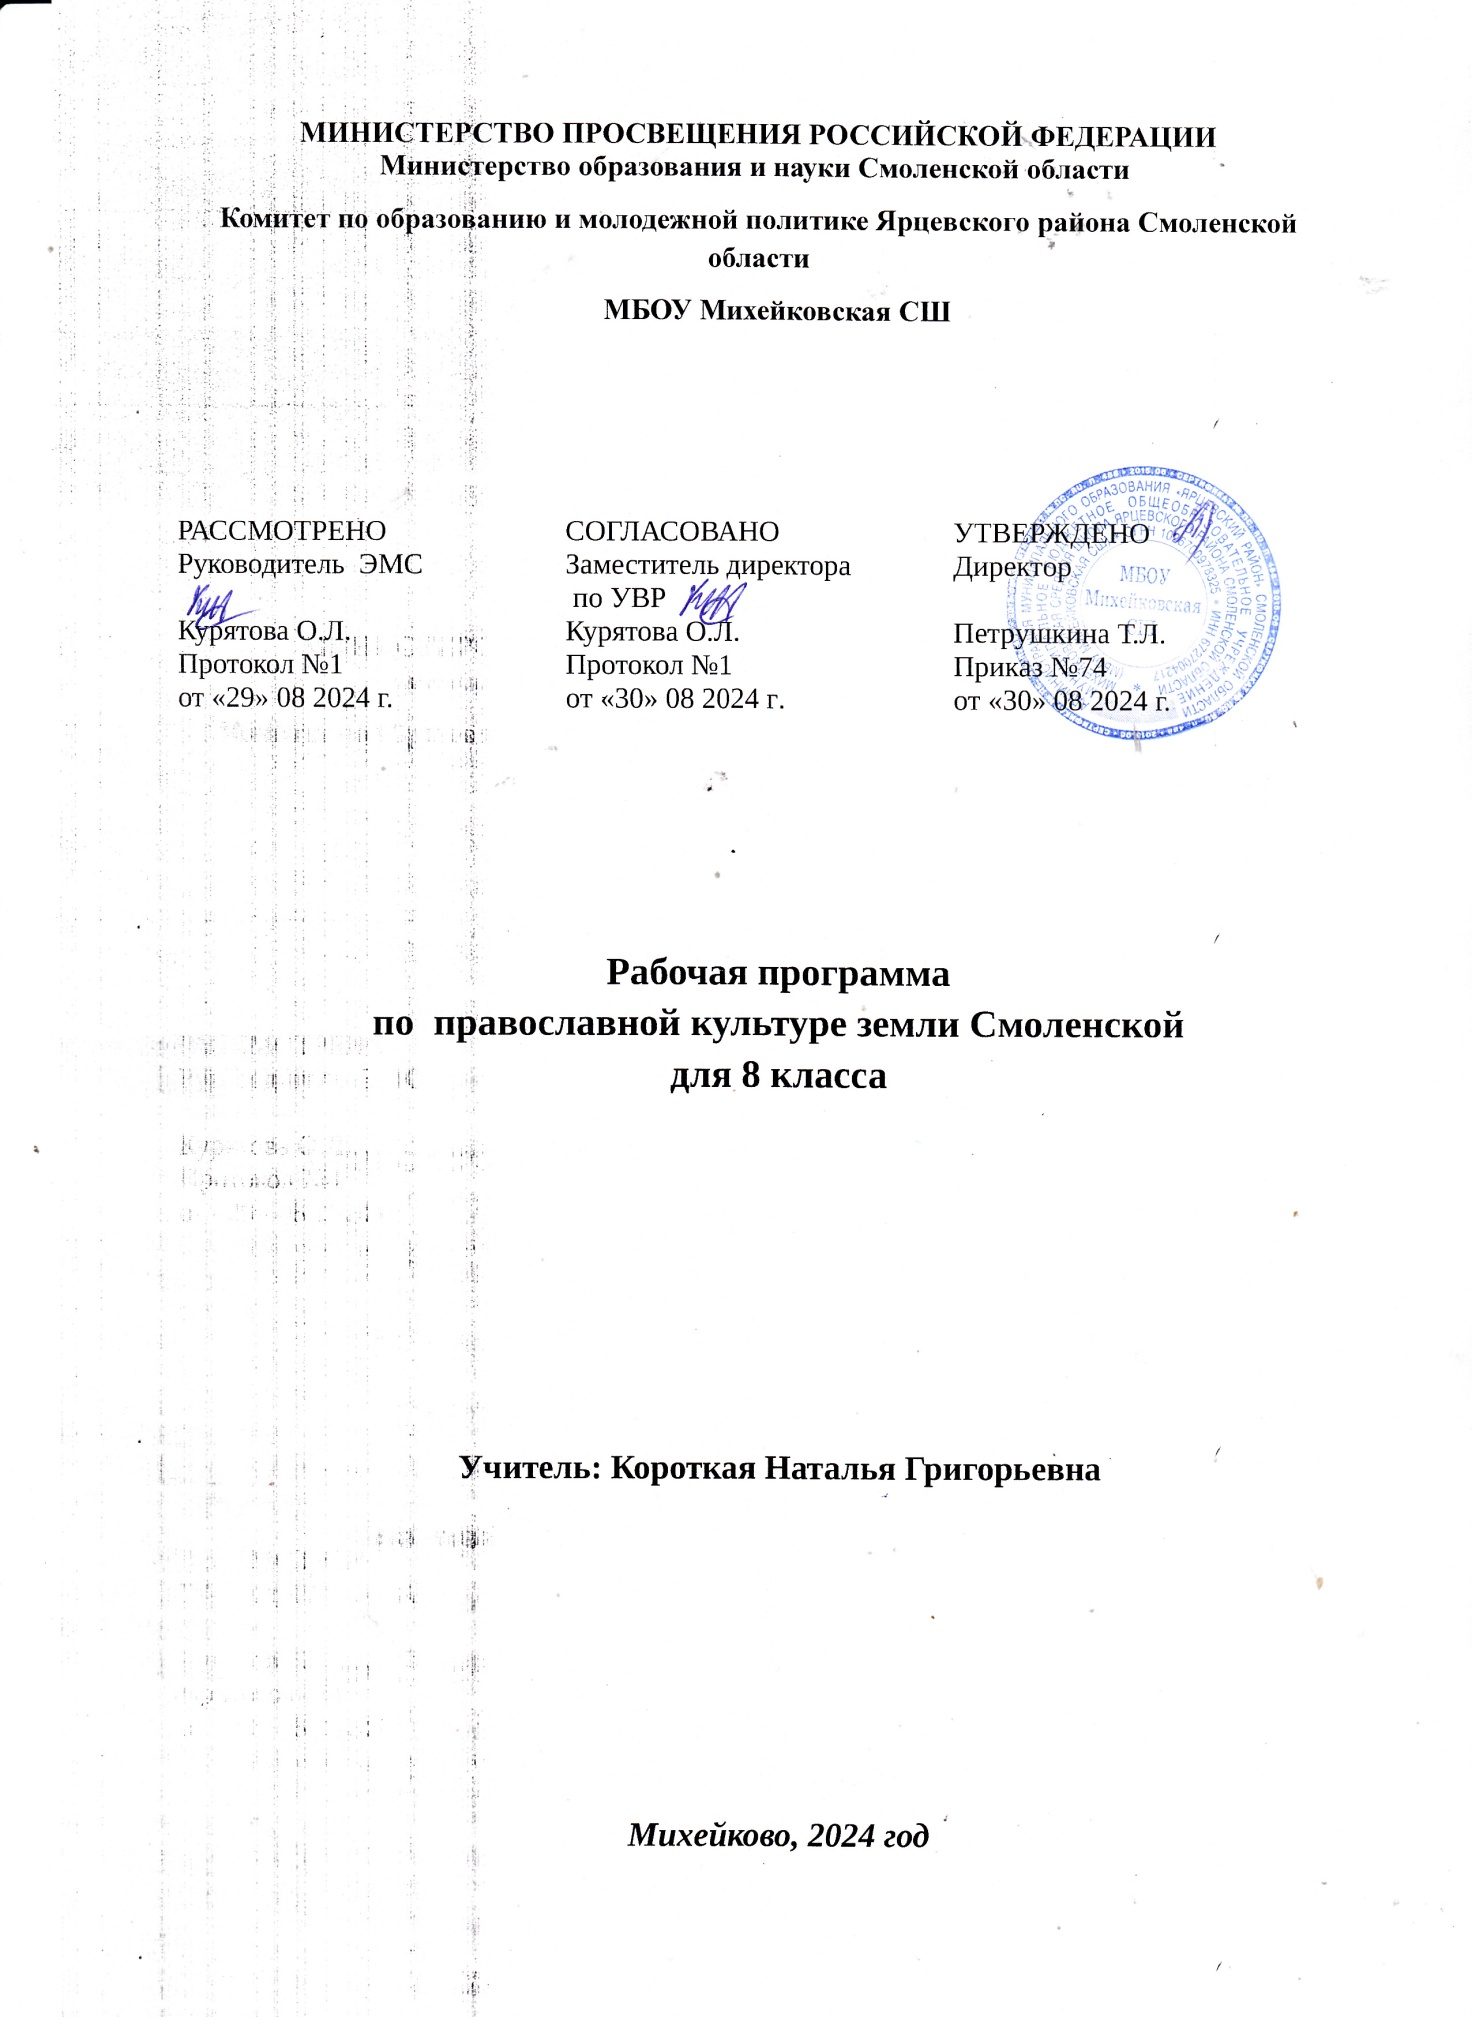 МИНИСТЕРСТВО ПРОСВЕЩЕНИЯ РОССИЙСКОЙ ФЕДЕРАЦИИ
Министерство образования и науки Смоленской области
Комитет по образованию и молодежной политике Ярцевского района Смоленской
области
МБОУ Михейковская СШ
РАССМОТРЕНО
Руководитель ЭМС
Курятова О.Л.
Протокол №1
от «29» 08 2024 г.
СОГЛАСОВАНО
Заместитель директора
по УВР
Курятова О.Л.
Протокол №1
от «30» 08 2024 г.
УТВЕРЖДЕНО
Директор
Петрушкина Т.Л.
Приказ №74
от «30» 08 2024 г.
МБОУ
Михейковская
СШ
Рабочая программа
по православной культуре земли Смоленской
для 8 класса
Учитель: Короткая Наталья Григорьевна
Михейково, 2024 год